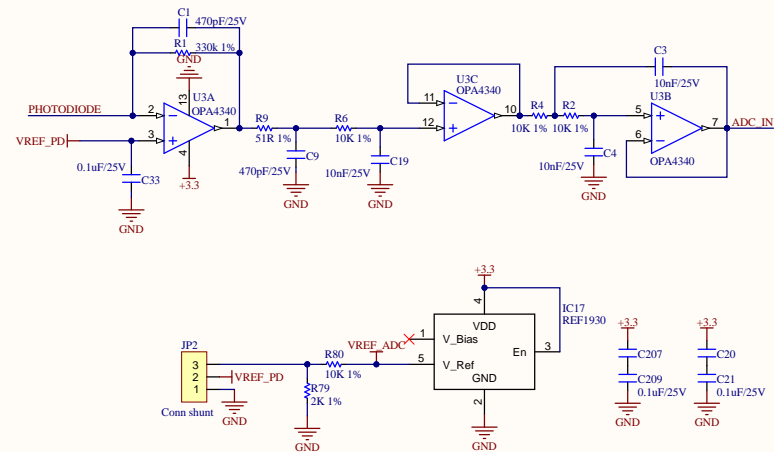 C1
470pF/25V
R1
330k 1%
GND
13
U3A
OPA4340
PHOTODIODE
2
3
1
4
VREF_PD
0.1uF/25V
C33
GND
+3.3
R9
51R 1%
R6
10K 1%
C9
470pF/25V
GND
C19
10nF/25V
GND
U3C
OPA4340
11
12
10
R4
10K 1%
R2
10K 1%
C3
10nF/25V
U3B
OPA4340
5
6
7
ADC_IN
C4
10nF/25V
GND
OPA4340
+3.3
IC17
REF1930
4
VDD
V_Bias
V_Ref
En
GND
1
5
3
2
GND
VREF_ADC
R80
10K 1%
R79
2K 1%
GND
JP2
3
2
1
VREF_PD
GND
Conn shunt
+3.3
C207
C209
0.1uF/25V
GND
+3.3
C20
C21
0.1uF/25V
GND